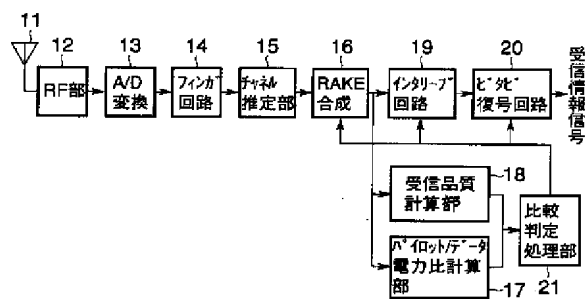 11
12
13
14
15
16
19
20
RF部
A/D
変換
フィンガ
回路
チャネル
推定部
RAKE
合成
インタリーブ
回路
ビタビ
復号回路
受信情報信号
受信品質
計算部
18
パイロット/データ
電力比計算
部
17
比較
判定
処理部
21